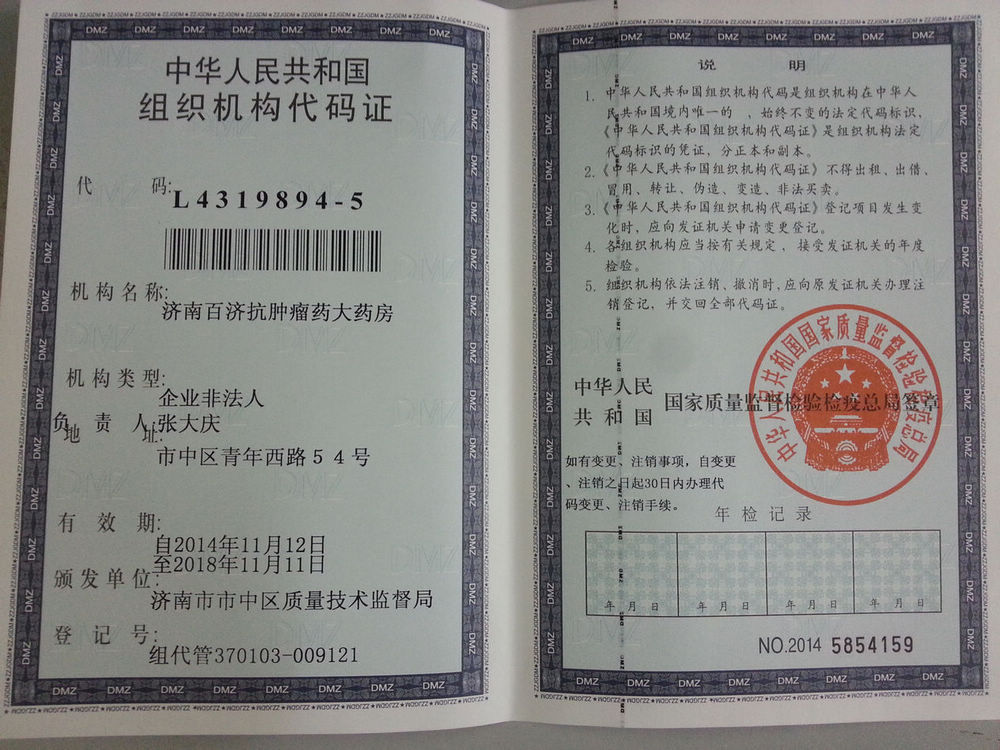 中华人民共和国
组织机构代码证
代 码:
L4319894-5
机构名称:
济南百济抗肿瘤药大药房
机构类型:
企业非法人
负 责 人 张大庆
地 址:
市中区青年西路54号
有 效 期:
自2014年11月12日
至2018年11月11日
颁发单位:
济南市市中区质量技术监督局
登 记 号:
组代管370103-009121
说 明
1. 中华人民共和国组织机构代码是组织机构在中华人
民共和国境内唯一的 、始终不变的法定代码标识,
《中华人民共和国组织机构代码证》是组织机构法定
代码标识的凭证，分正本和副本。
2.《中华人民共和国组织机构代码证》不得出租、出借、
冒用、转让、伪造、变造、非法买卖。
3.《中华人民共和国组织机构代码证》登记项目发生变
化时,应向发证机关申请变更登记。
4. 各组织机构应当按有关规定，接受发证机关的年度
检验。
5. 组织机构依法注销、撤消时,应向原发证机关办理注
销登记，并交回全部代码证。
中华人民共和国国家质量监督检验检疫总局
中华人民
共 和 国 国家质量监督检验检疫总局签章
如有变更、注销事项，自变更
、注销之日起30日内办理代
码变更、注销手续。
年检记录
年 月 日 年 月 日 年 月 日 年 月 日
NO.2014 5854159